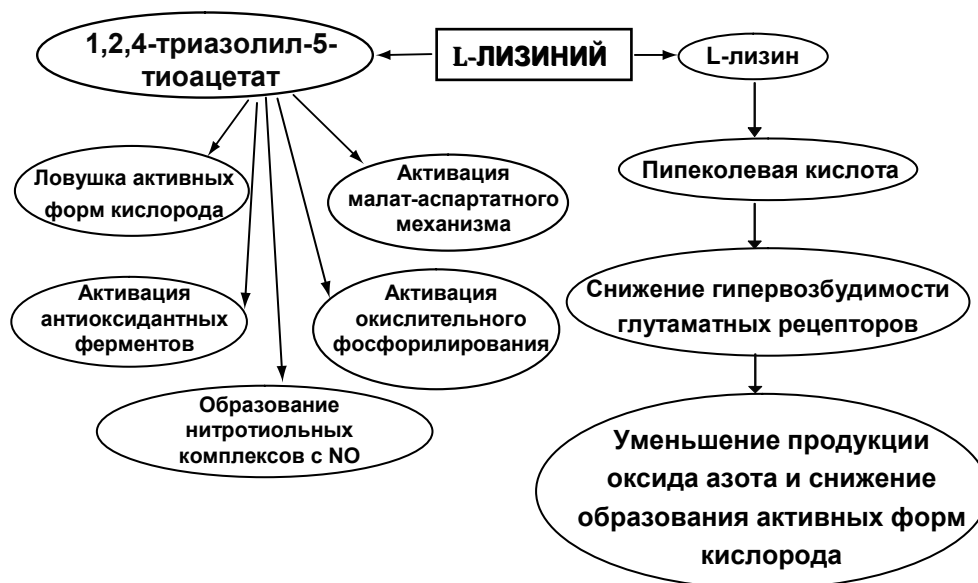 1,2,4-триазолил-5-
тиоацетат
L-ЛИЗИНИЙ
L-лизин
Ловушка активных
форм кислорода
Активация
малат-аспартатного
механизма
Активация
антиоксидантных
ферментов
Активация
окислительного
фосфорилирования
Образование
нитротиольных
комплексов с NO
Пипеколевая кислота
Снижение гипервозбудимости
глутаматных рецепторов
Уменьшение продукции
оксида азота и снижение
образования активных форм
кислорода